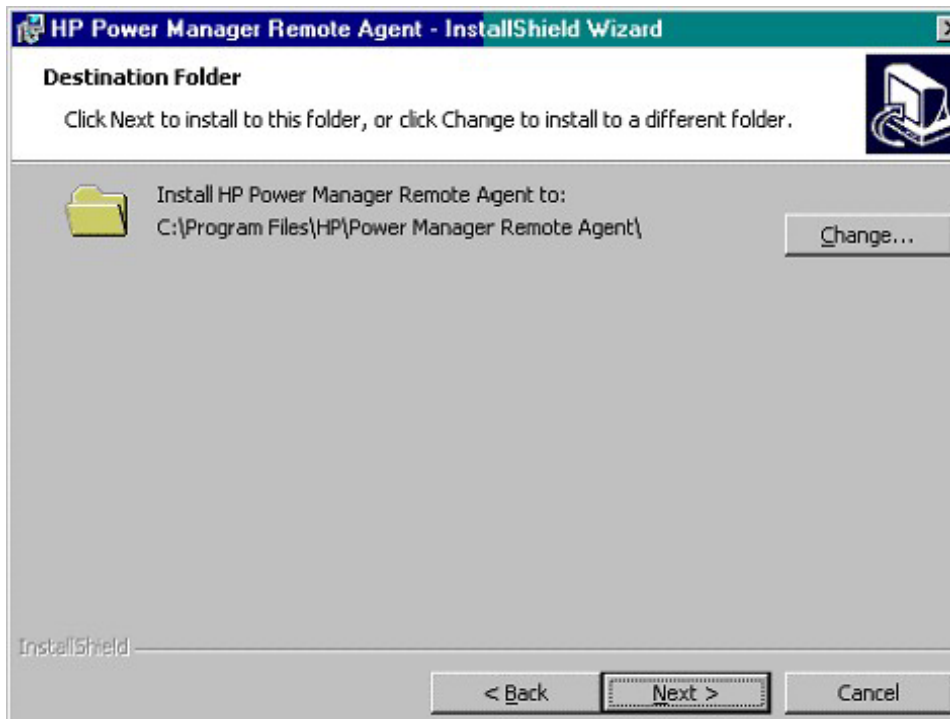 HP Power Manager Remote Agent - InstallShield Wizard
Destination Folder
Click Next to install to this folder, or click Change to install to a different folder.
Install HP Power Manager Remote Agent to:
C:\Program Files\HP\Power Manager Remote Agent\
Change...
InstallShield
< Back
Next >
Cancel